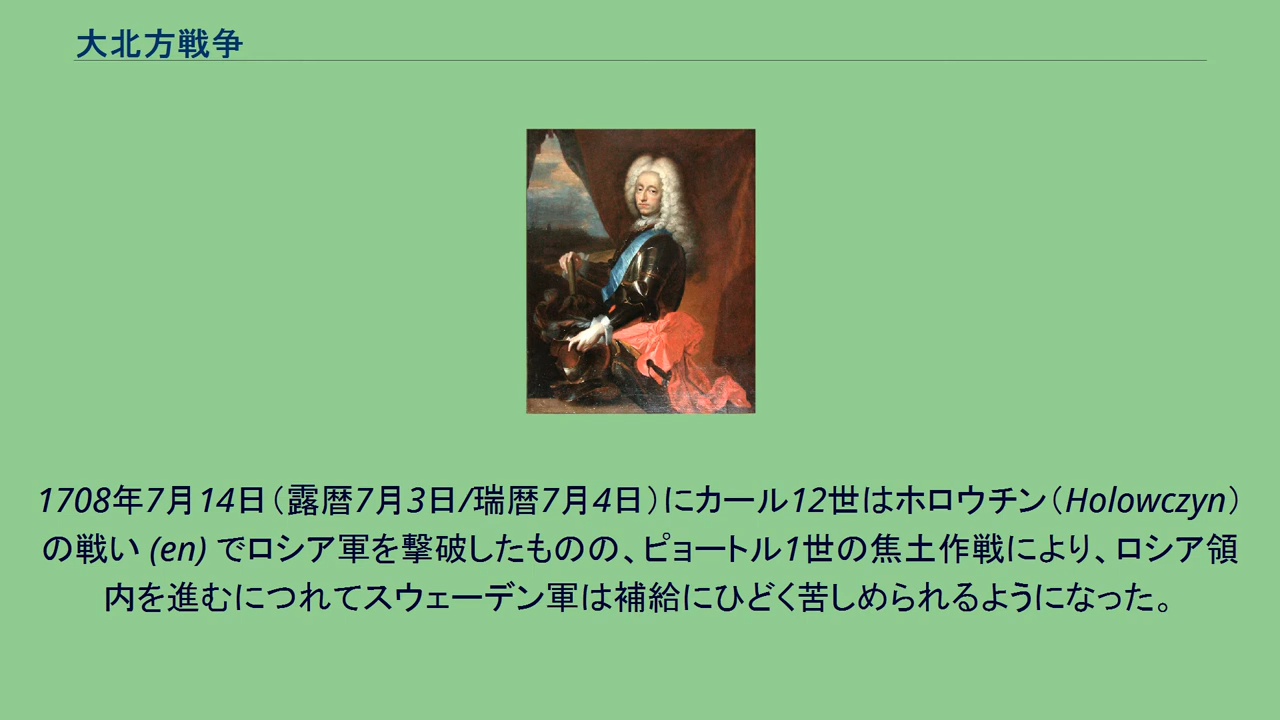 大北方戦争
1708年7月14日（露暦7月3日/瑞暦7月4日）にカール12世はホロウチン（Holowczyn）
の戦い (en) でロシア軍を撃破したものの、ピョートル1世の焦土作戦により、ロシア領
内を進むにつれてスウェーデン軍は補給にひどく苦しめられるようになった。